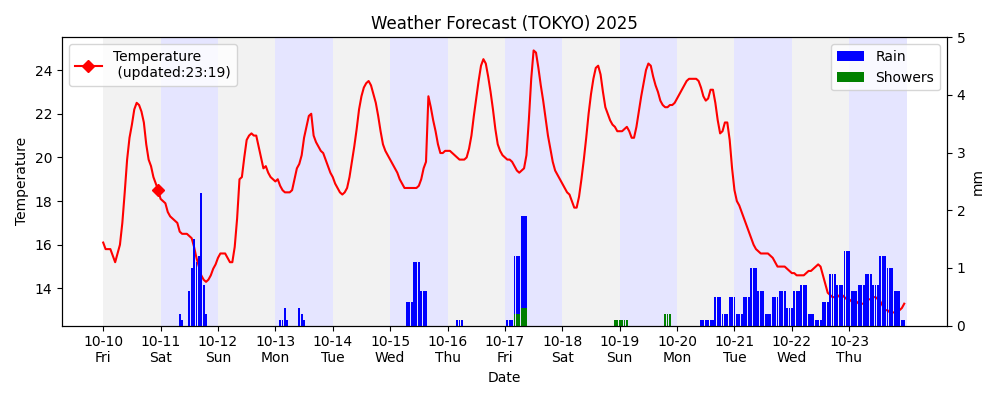 Weather Forecast (TOKYO) 2025
Temperature
(updated:23:19)
Rain
Showers
Temperature
24
22
20
18
16
14
5
4
3
2
1
0
mm
10-10 10-11 10-12 10-13 10-14 10-15 10-16 10-17 10-18 10-19 10-20 10-21 10-22 10-23
Fri Sat Sun Mon Tue Wed Thu Fri Sat Sun Mon Tue Wed Thu
Date